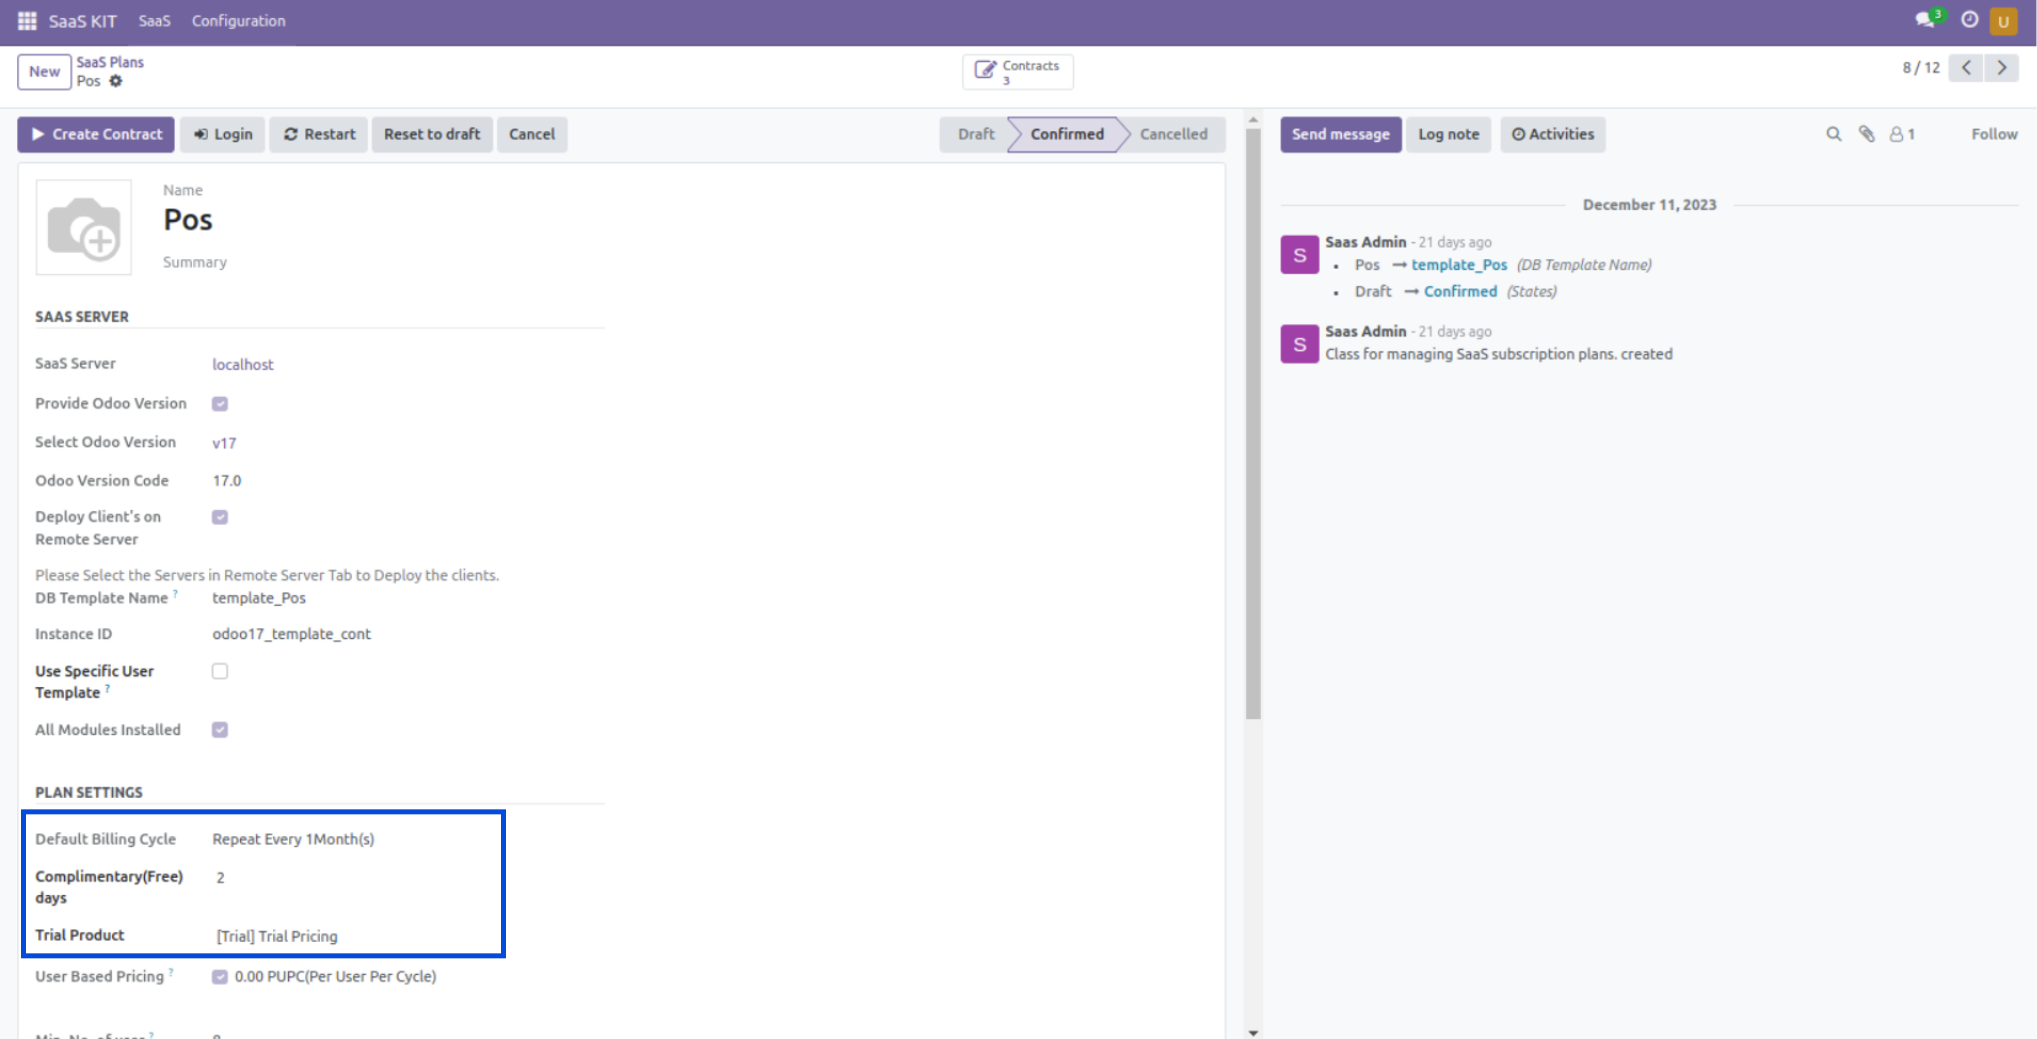 SaaS KIT SaaS Configuration 3 U
New SaaS Plans
Pos
Contracts
3
8 / 12
Create Contract Login Restart Reset to draft Cancel Draft Confirmed Cancelled
Name
Pos
Summary
SAAS SERVER
SaaS Server localhost
Provide Odoo Version
Select Odoo Version v17
Odoo Version Code 17.0
Deploy Client's on
Remote Server
Please Select the Servers in Remote Server Tab to Deploy the clients.
DB Template Name ? template_Pos
Instance ID odoo17_template_cont
Use Specific User
Template ?
All Modules Installed
PLAN SETTINGS
Default Billing Cycle Repeat Every 1Month(s)
Complimentary(Free) 2
days
Trial Product [Trial] Trial Pricing
User Based Pricing ? 0.00 PUPC(Per User Per Cycle)
Send message Log note Activities 1 Follow
December 11, 2023
S Saas Admin - 21 days ago
• Pos → template_Pos (DB Template Name)
• Draft → Confirmed (States)
S Saas Admin - 21 days ago
Class for managing SaaS subscription plans. created